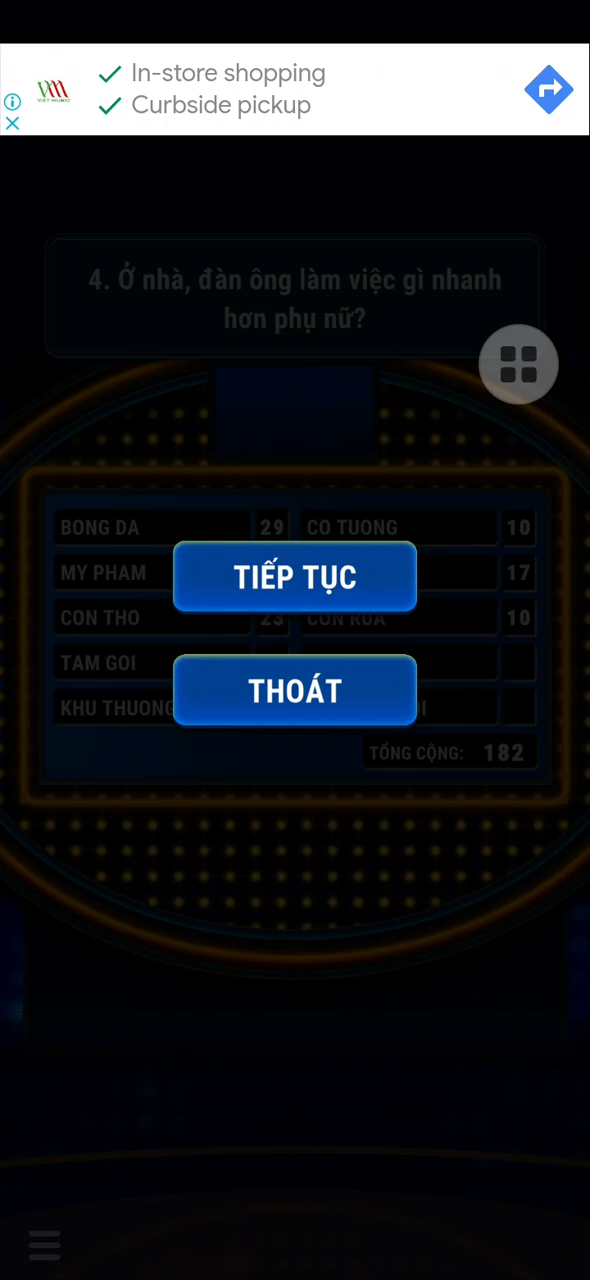 In-store shopping
Curbside pickup
VIET MUSIC
4. Ở nhà, đàn ông làm việc gì nhanh
hơn phụ nữ?
BONG DA 29 CO TUONG 10
MY PHAM 17
CON THO 23 CON RUA 10
TAM GOI
KHU THUONG
TỔNG CỘNG: 182
TIẾP TỤC
THOÁT